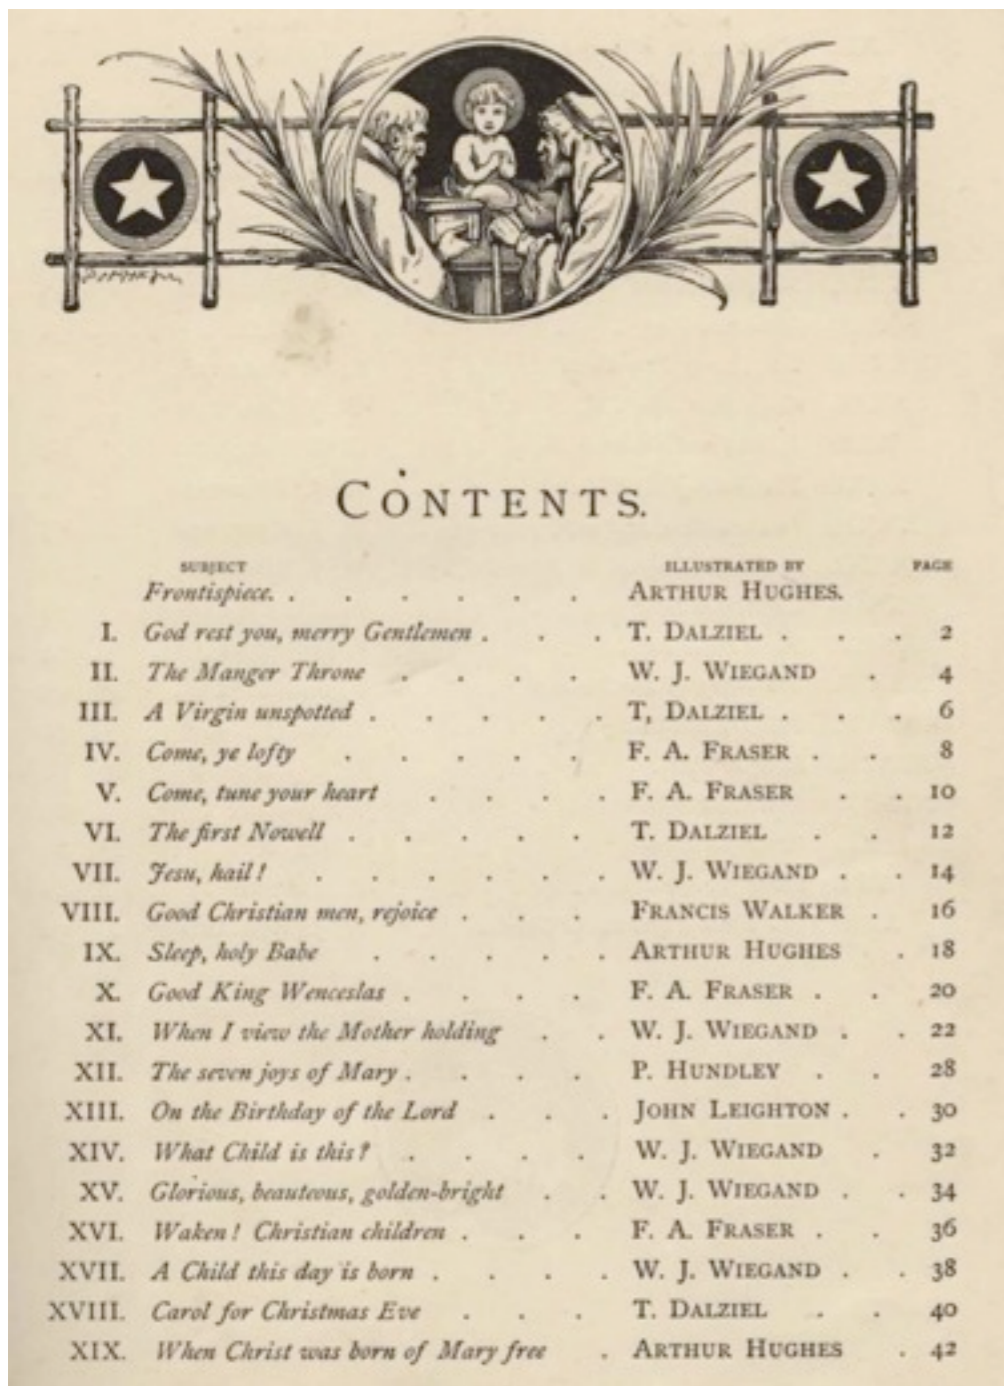 CONTENTS.
SUBJECT ILLUSTRATED BY PAGE
Frontispiece. . . . . . . ARTHUR HUGHES.
I. God rest you, merry Gentlemen . . . T. DALZIEL . . . 2
II. The Manger Throne . . . . W. J. WIEGAND . 4
III. A Virgin unspotted . . . . . T, DALZIEL . . . 6
IV. Come, ye lofty . . . . . F. A. FRASER . . 8
V. Come, tune your heart . . . . F. A. FRASER . . 10
VI. The first Nowell . . . . . T. DALZIEL . . 12
VII. Jesu, hail! . . . . . . W. J. WIEGAND . . 14
VIII. Good Christian men, rejoice . . . FRANCIS WALKER . 16
IX. Sleep, holy Babe . . . . . ARTHUR HUGHES . 18
X. Good King Wenceslas . . . . F. A. FRASER . . 20
XI. When I view the Mother holding . . W. J. WIEGAND . . 22
XII. The seven joys of Mary . . . . P. HUNDLEY . . 28
XIII. On the Birthday of the Lord . . . JOHN LEIGHTON . . 30
XIV. What Child is this? . . . . W. J. WIEGAND . 32
XV. Glorious, beauteous, golden-bright . . W. J. WIEGAND . . 34
XVI. Waken! Christian children . . . F. A. FRASER . . 36
XVII. A Child this day is born . . . . W. J. WIEGAND . . 38
XVIII. Carol for Christmas Eve . . . T. DALZIEL . . 40
XIX. When Christ was born of Mary free . ARTHUR HUGHES . 42